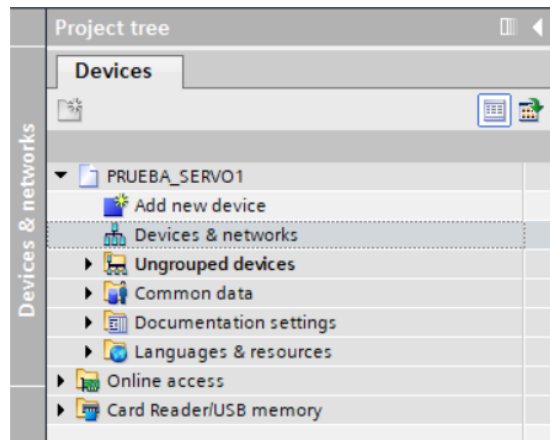 Project tree
Devices
Devices & networks
PRUEBA_SERVO1
Add new device
Devices & networks
Ungrouped devices
Common data
Documentation settings
Languages & resources
Online access
Card Reader/USB memory